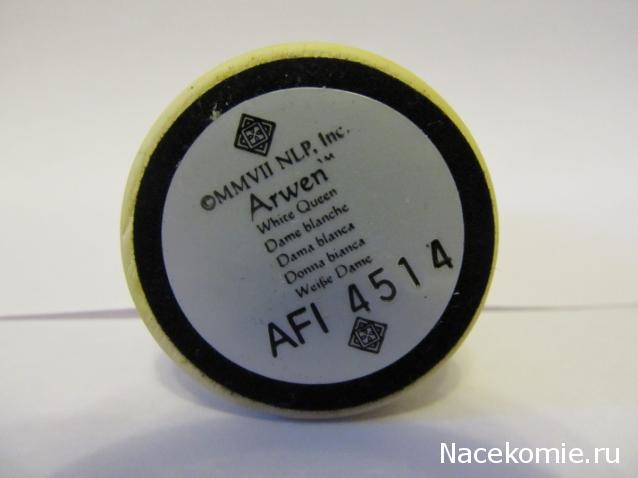 ©MMVII NLP, Inc.
Arwen™
White Queen
Dame blanche
Dama blanca
Donna bianca
Weiße Dame
AFI 4514
Nacekomie.ru